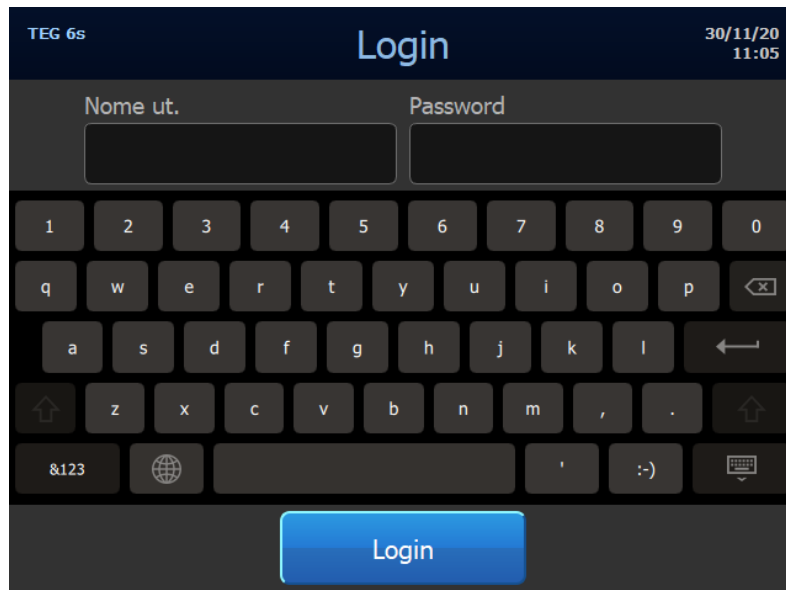 TEG 6s
Login
30/11/20
11:05
Nome ut.
Password
1 2 3 4 5 6 7 8 9 0
q w e r t y u i o p
a s d f g h j k l
z x c v b n m , .
&123 ' :-)
Login